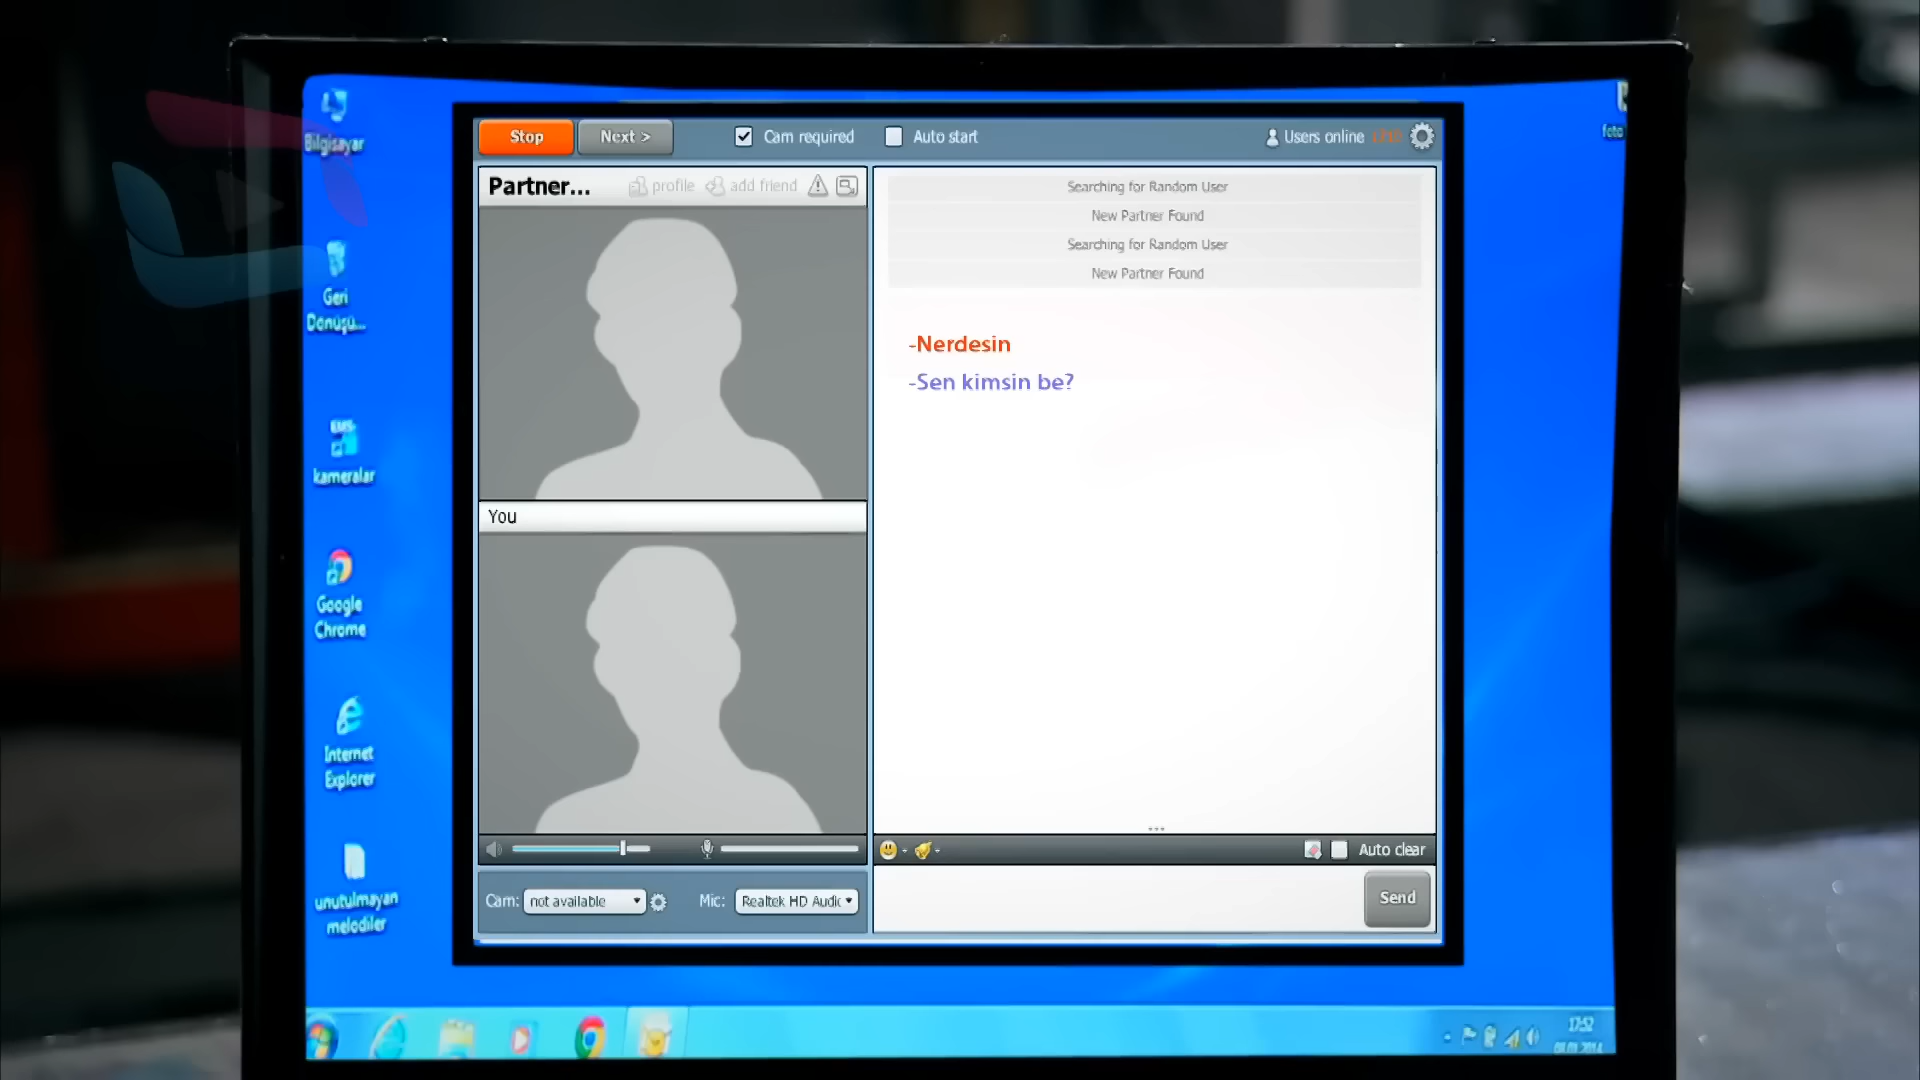 Bilgisayar
Geri
Dönüşü...
kameralar
Google
Chrome
Internet
Explorer
unutulmayan
melodiler
Stop
Next >
Cam required
Auto start
Users online
Partner...
profile
add friend
Searching for Random User
New Partner Found
Searching for Random User
New Partner Found
-Nerdesin
-Sen kimsin be?
You
Auto clear
Cam:
not available
Mic:
Realtek HD Audic
Send
17:52